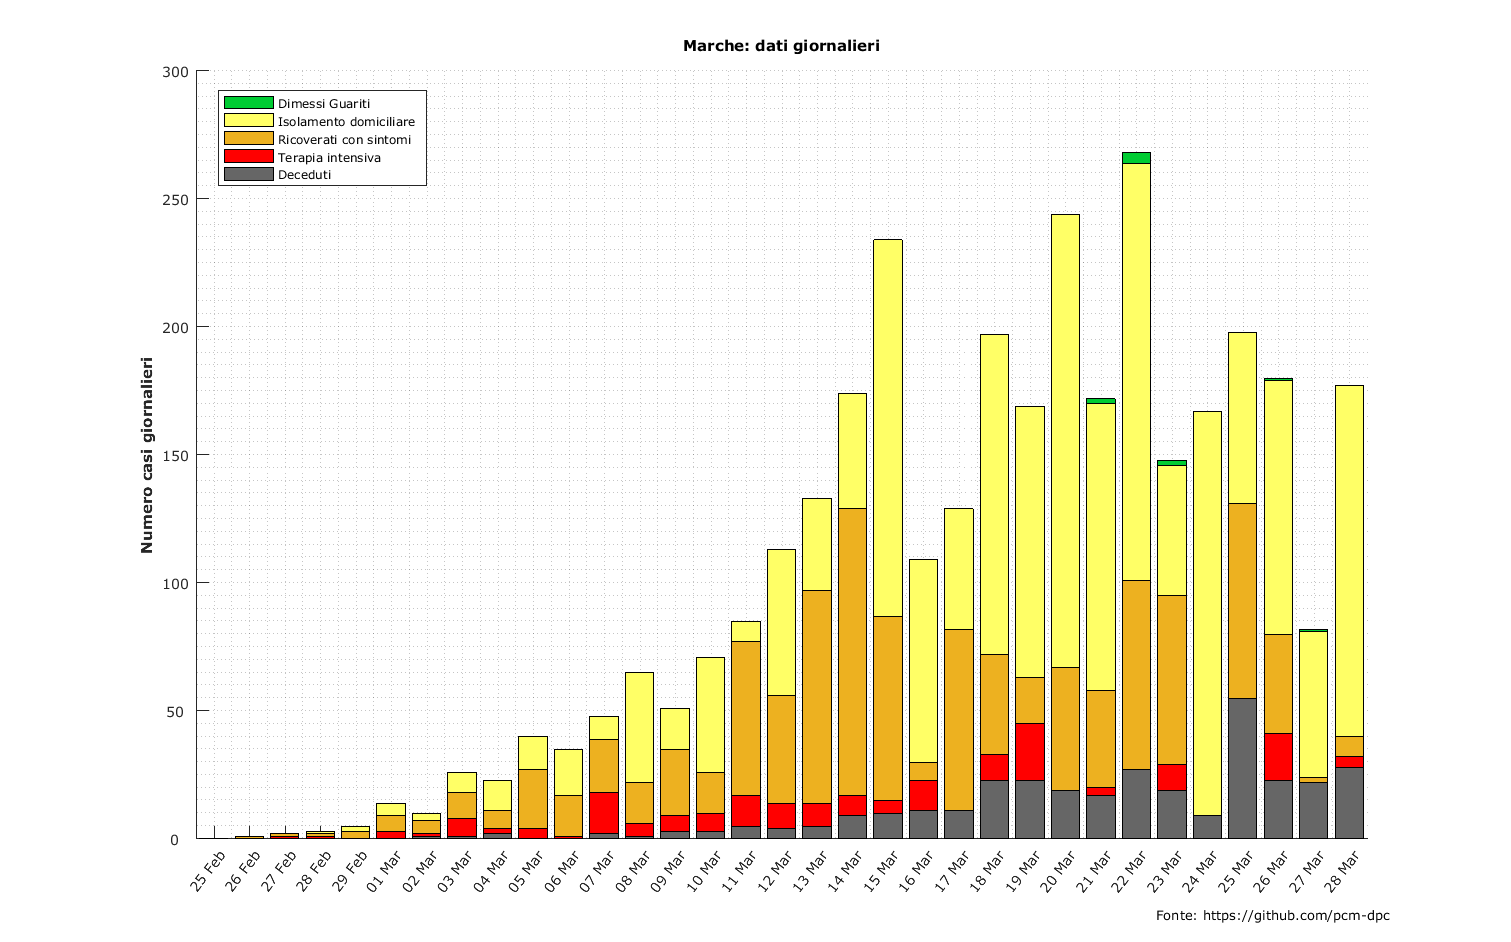 Marche: dati giornalieri
300
250
200
150
100
50
0
Numero casi giornalieri
Dimessi Guariti
Isolamento domiciliare
Ricoverati con sintomi
Terapia intensiva
Deceduti
25 Feb
26 Feb
27 Feb
28 Feb
29 Feb
01 Mar
02 Mar
03 Mar
04 Mar
05 Mar
06 Mar
07 Mar
08 Mar
09 Mar
10 Mar
11 Mar
12 Mar
13 Mar
14 Mar
15 Mar
16 Mar
17 Mar
18 Mar
19 Mar
20 Mar
21 Mar
22 Mar
23 Mar
24 Mar
25 Mar
26 Mar
27 Mar
28 Mar
Fonte: https://github.com/pcm-dpc